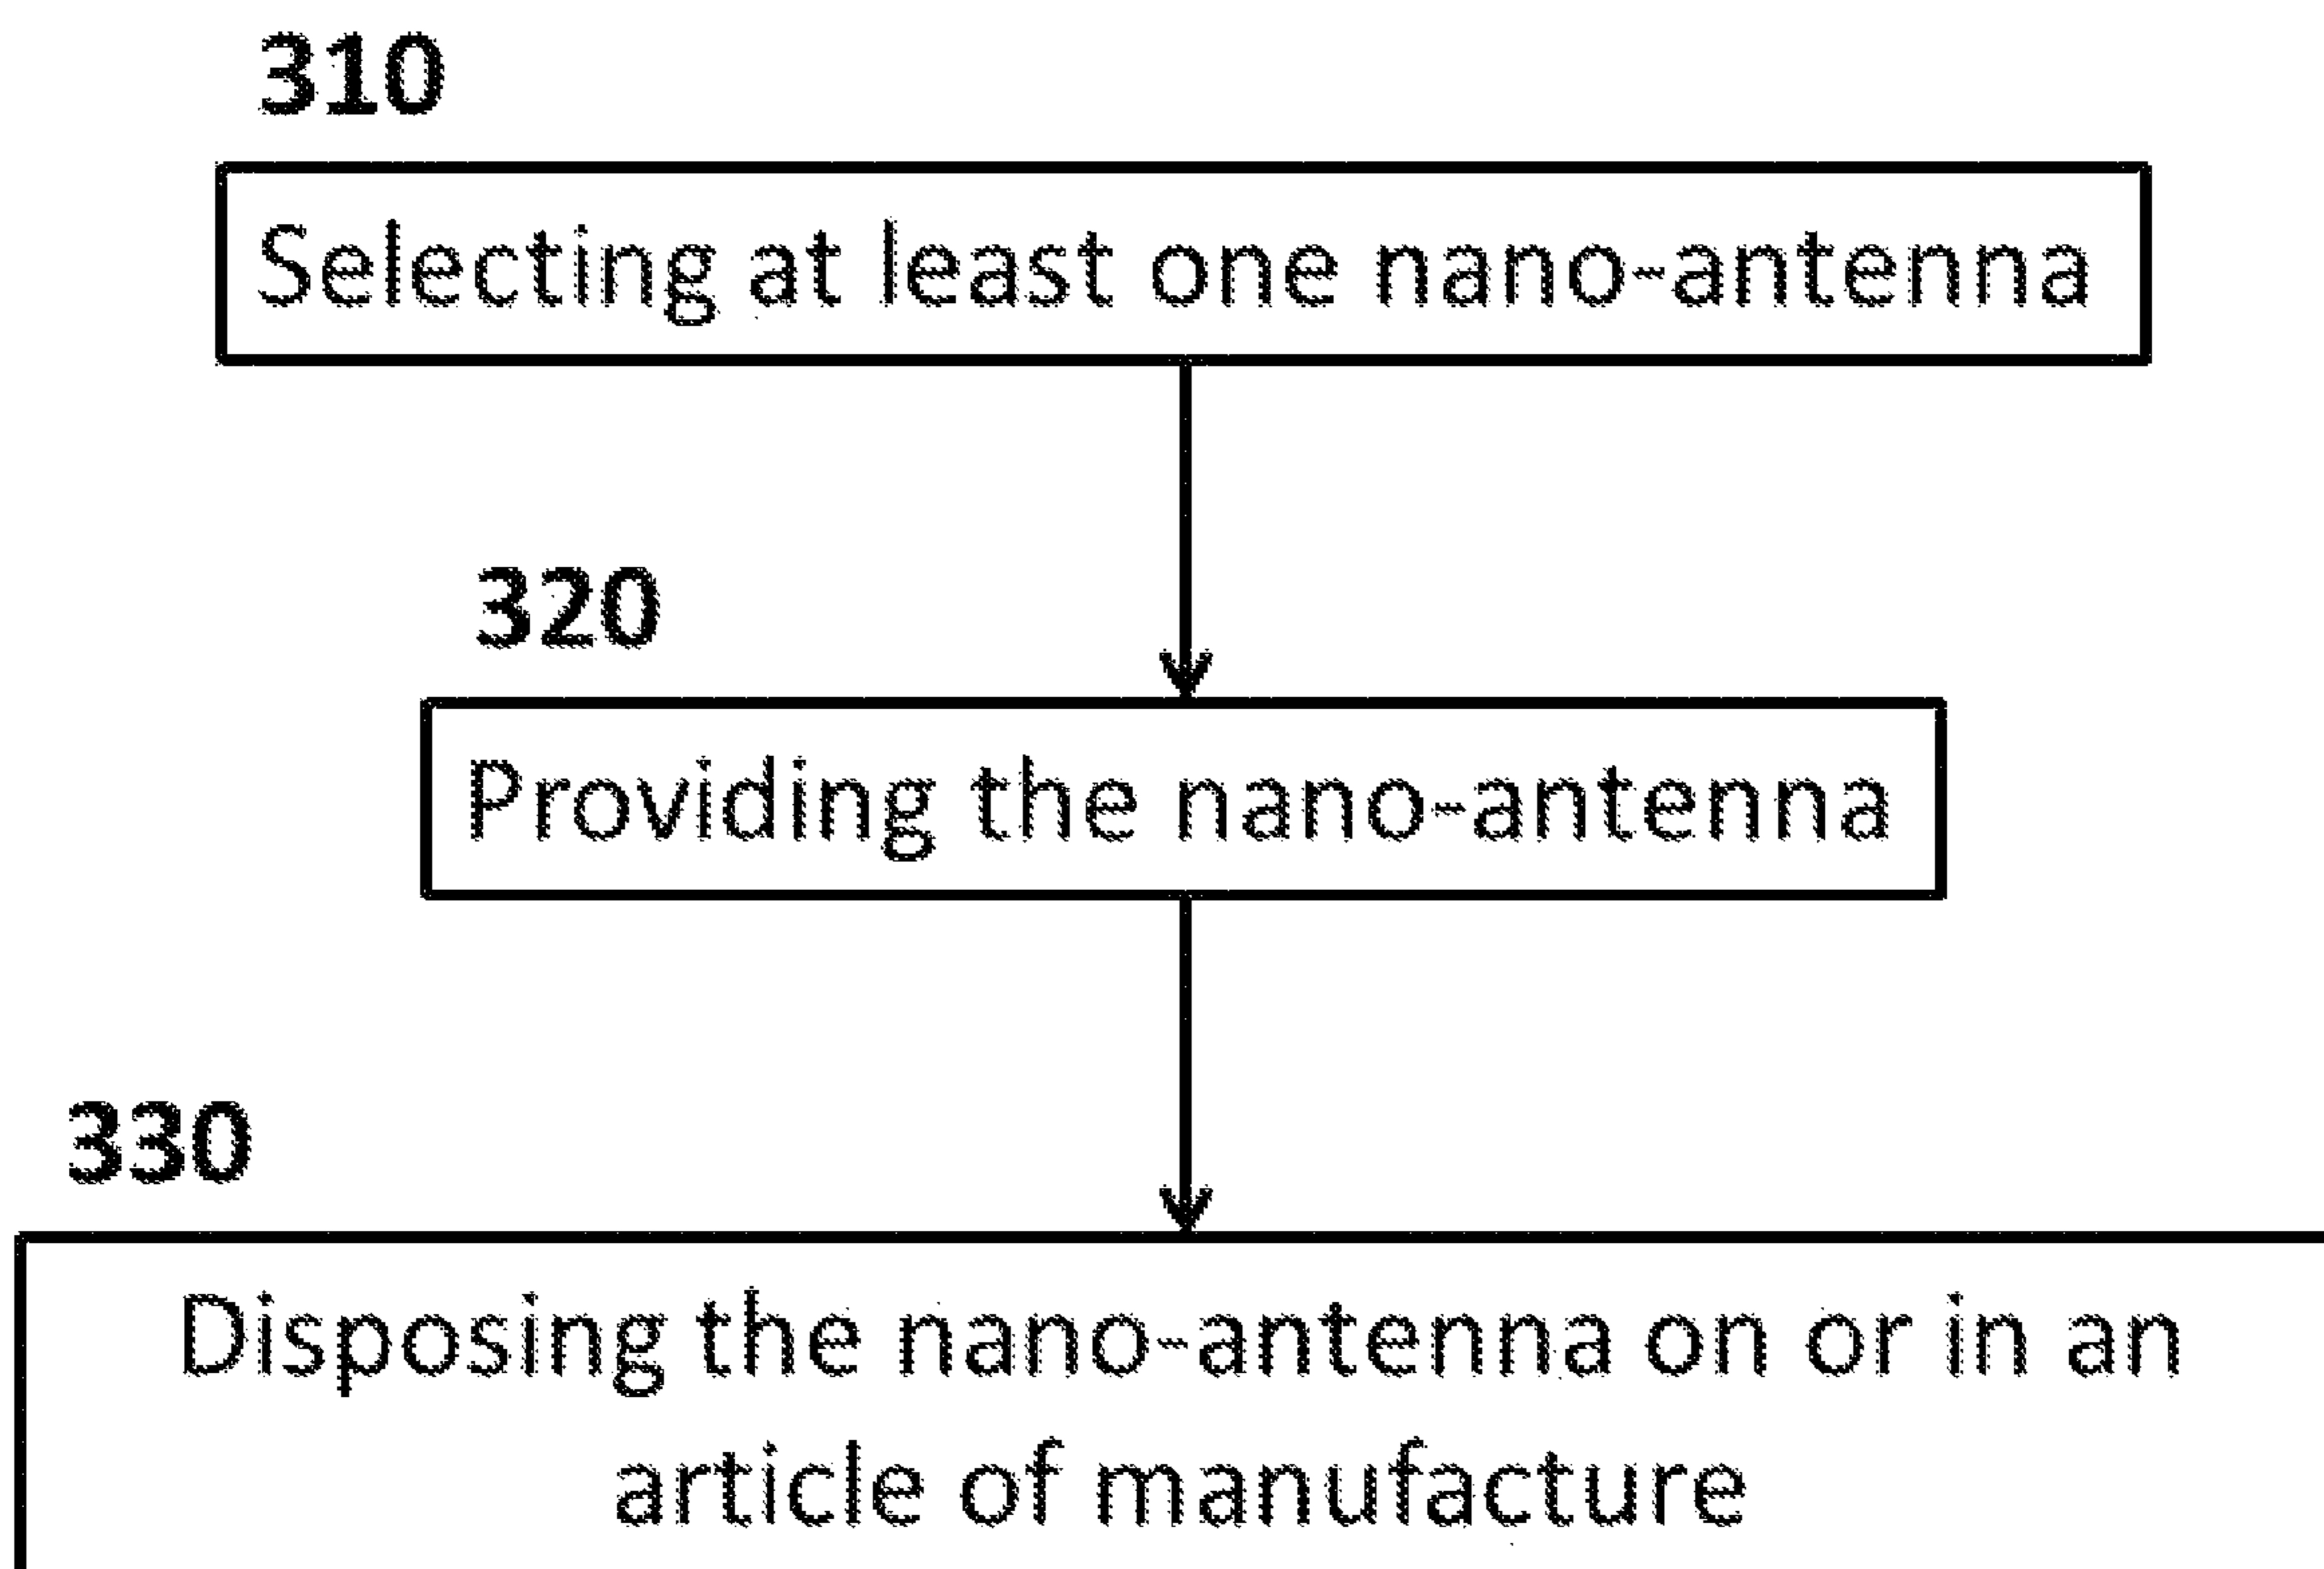 310
Selecting at least one nano-antenna
320
Providing the nano-antenna
330
Disposing the nano-antenna on or in an
article of manufacture